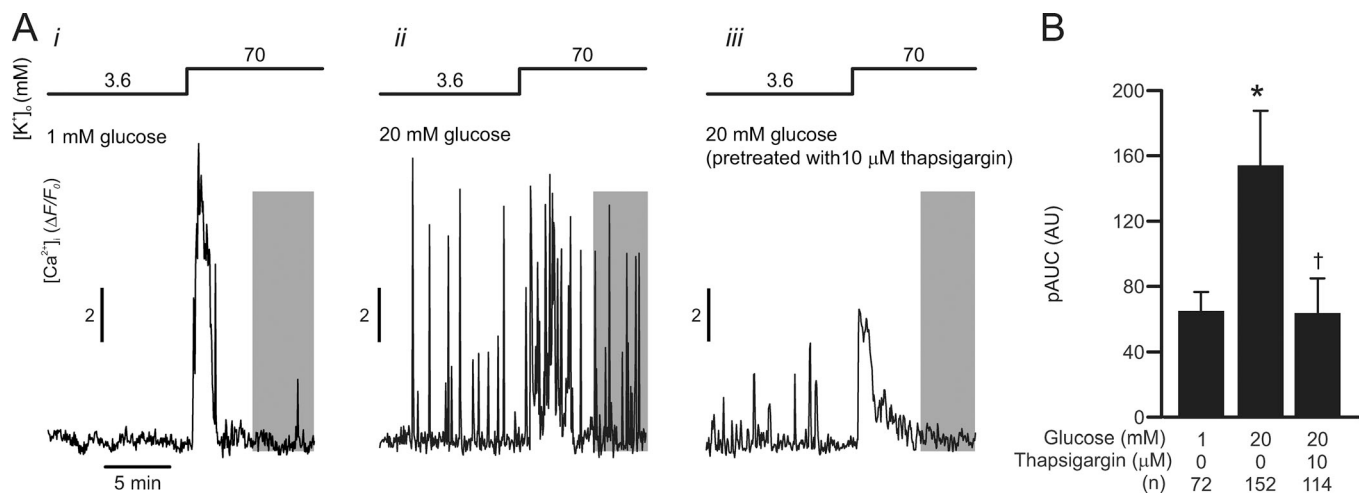 A
i
ii
iii
B
[K⁺]ₒ (mM)
3.6
70
3.6
70
3.6
70
1 mM glucose
20 mM glucose
20 mM glucose
(pretreated with10 μM thapsigargin)
[Ca²⁺]ᵢ (ΔF/F₀)
2
2
2
5 min
pAUC (AU)
200
160
120
80
40
0
*
†
Glucose (mM) 1 20 20
Thapsigargin (μM) 0 0 10
(n) 72 152 114